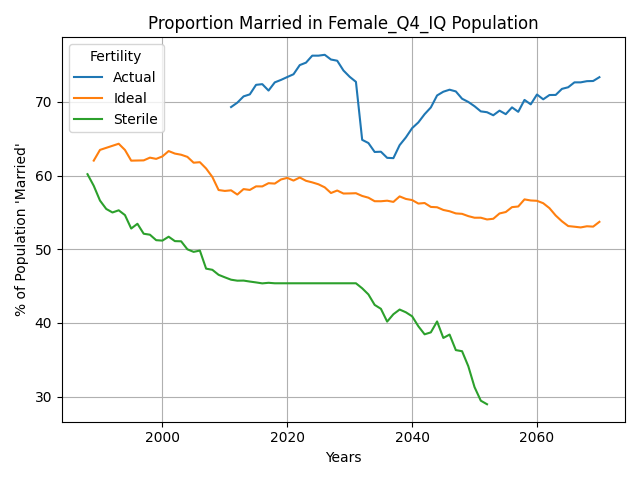 Proportion Married in Female_Q4_IQ Population
Fertility
Actual
Ideal
Sterile
% of Population 'Married'
70
60
50
40
30
2000
2020
2040
2060
Years